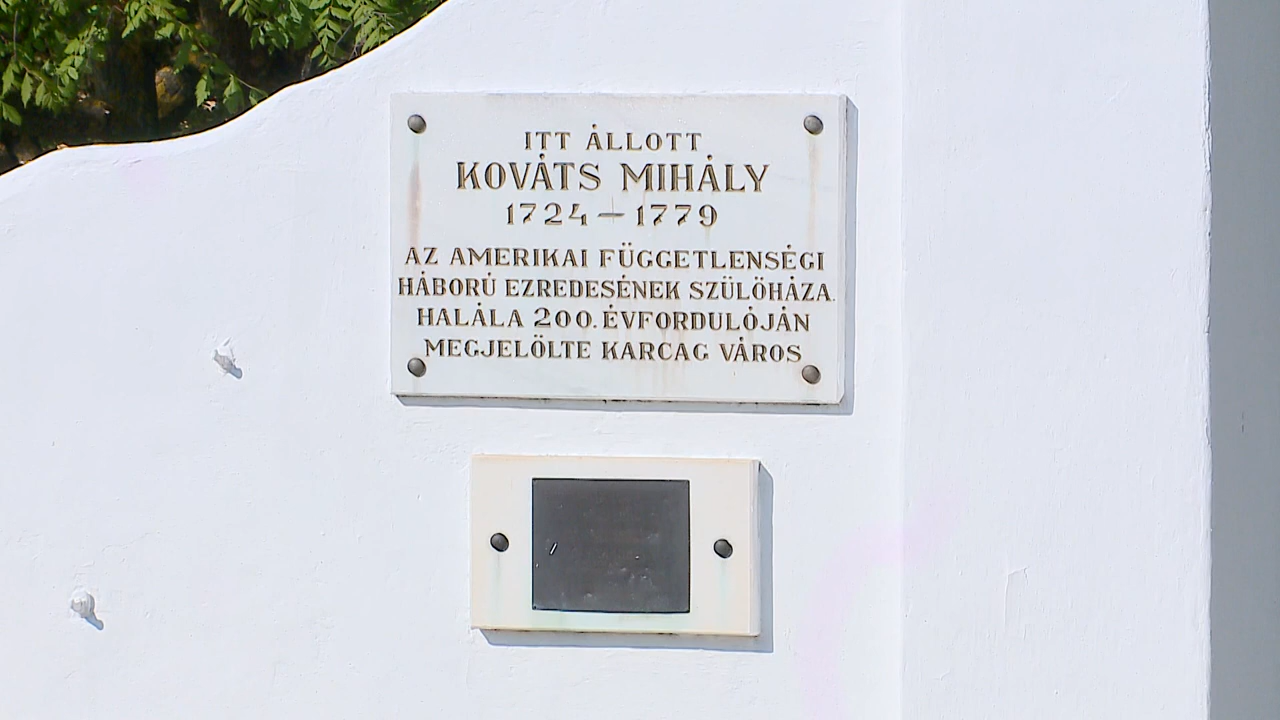 ITT ÁLLOTT
KOVÁTS MIHÁLY
1724 – 1779
AZ AMERIKAI FÜGGETLENSÉGI
HÁBORÚ EZREDESÉNEK SZÜLŐHÁZA.
HALÁLA 200. ÉVFORDULÓJÁN
MEGJELÖLTE KARCAG VÁROS